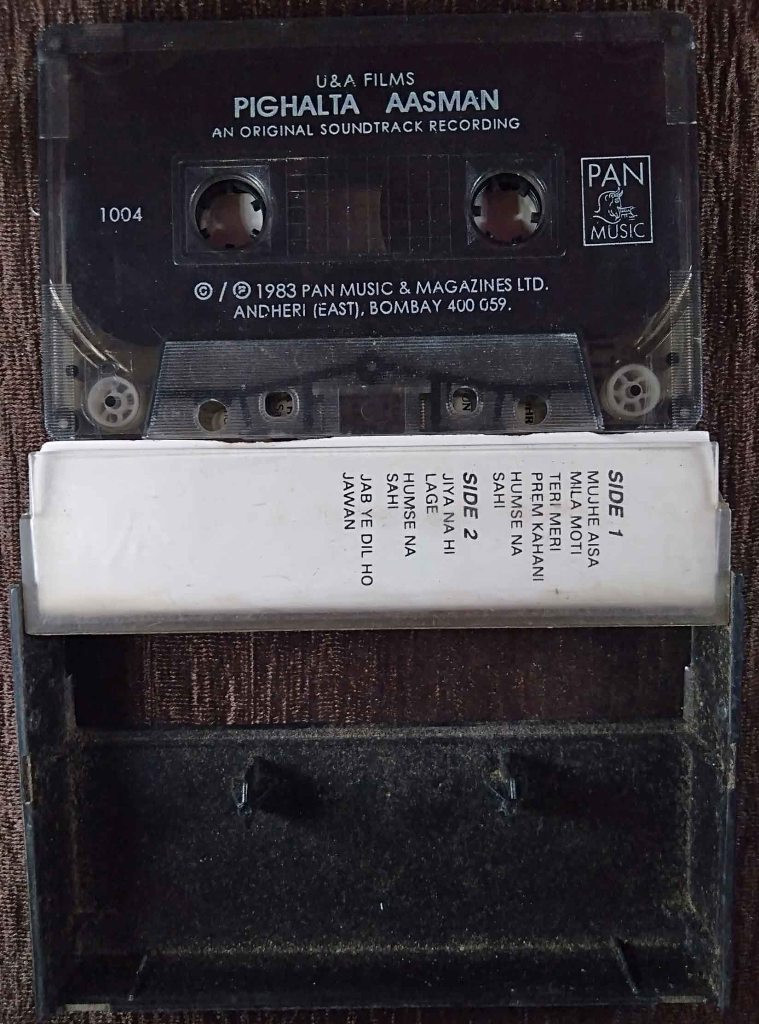 U&A FILMS
PIGHALTA AASMAN
AN ORIGINAL SOUNDTRACK RECORDING
1004
PAN
MUSIC
© / ℗ 1983 PAN MUSIC & MAGAZINES LTD.
ANDHERI (EAST), BOMBAY 400 059.
SIDE 1
MUJHE AISA
MILA MOTI
TERI MERI
PREM KAHANI
HUMSE NA
SAHI
SIDE 2
JIYA NA HI
LAGE
HUMSE NA
SAHI
JAB YE DIL HO
JAWAN